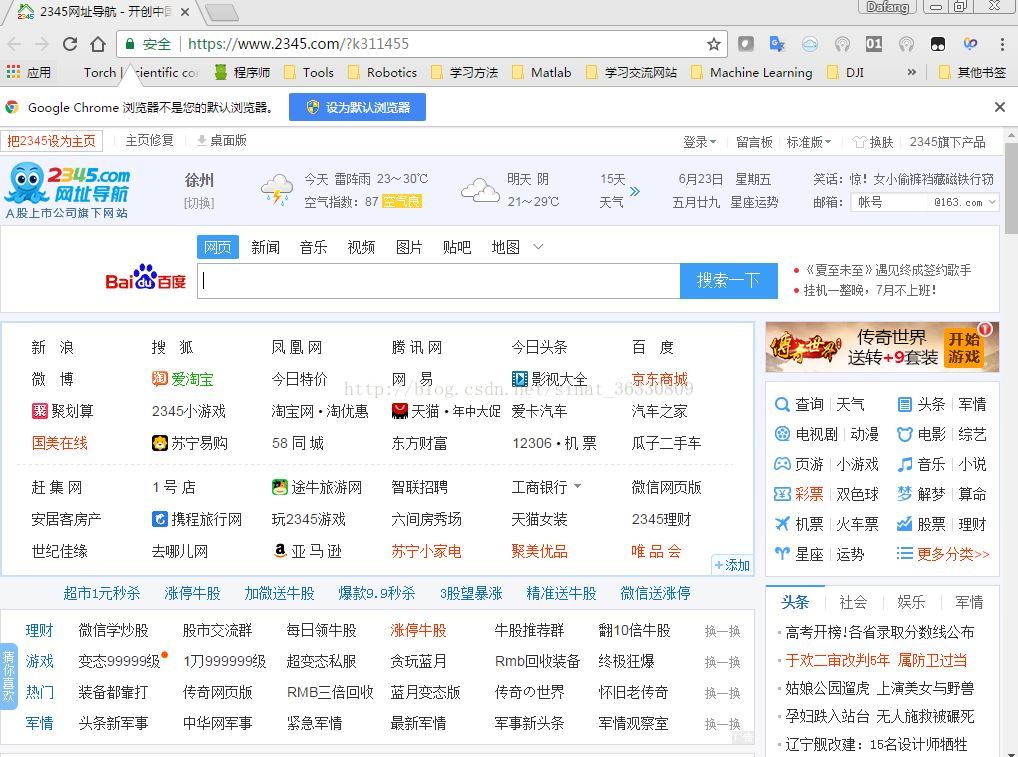 2345网址导航 - 开创中国
Dafang
安全 https://www.2345.com/?k311455
应用 Torch | scientific cor 程序师 Tools Robotics 学习方法 Matlab 学习交流网站 Machine Learning DJI » 其他书签
Google Chrome 浏览器不是您的默认浏览器。 设为默认浏览器
把2345设为主页 主页修复 桌面版 登录 留言板 标准版 换肤 2345旗下产品
2345.com 网址导航
A股上市公司旗下网站
徐州 [切换]
今天 雷阵雨 23～30℃
空气指数：87 空气良
明天 阴
21～29℃
15天 天气
6月23日 星期五
五月廿九 星座运势
笑话：惊！女小偷裤裆藏磁铁行窃
邮箱： 帐号 @163.com
网页 新闻 音乐 视频 图片 贴吧 地图
Baidu百度 搜索一下
《夏至未至》遇见终成签约歌手
挂机一整晚，7月不上班！
新 浪 搜 狐 凤凰网 腾讯网 今日头条 百 度
微 博 爱淘宝 今日特价 网 易 影视大全 京东商城
http://blog.csdn.net/sinat_36330809
聚划算 2345小游戏 淘宝网•淘优惠 天猫•年中大促 爱卡汽车 汽车之家
国美在线 苏宁易购 58同城 东方财富 12306•机票 瓜子二手车
赶集网 1号店 途牛旅游网 智联招聘 工商银行 微信网页版
安居客房产 携程旅行网 玩2345游戏 六间房秀场 天猫女装 2345理财
世纪佳缘 去哪儿网 亚马逊 苏宁小家电 聚美优品 唯品会
+添加
超市1元秒杀 涨停牛股 加微送牛股 爆款9.9秒杀 3股望暴涨 精准送牛股 微信送涨停
猜你喜欢
理财 微信学炒股 股市交流群 每日领牛股 涨停牛股 牛股推荐群 翻10倍牛股 换一换
游戏 变态99999级 1刀999999级 超变态私服 贪玩蓝月 Rmb回收装备 终极狂爆 换一换
热门 装备都靠打 传奇网页版 RMB三倍回收 蓝月变态版 传奇の世界 怀旧老传奇 换一换
军情 头条新军事 中华网军事 紧急军情 最新军情 军事新头条 军情观察室 换一换
广告
传奇世界 传奇世界 送转+9套装 开始游戏 1
查询 天气 头条 军情
电视剧 动漫 电影 综艺
页游 小游戏 音乐 小说
彩票 双色球 解梦 算命
机票 火车票 股票 理财
星座 运势 更多分类>>
头条 社会 娱乐 军情
高考开榜!各省录取分数线公布
于欢二审改判5年 属防卫过当
姑娘公园遛虎 上演美女与野兽
孕妇跌入站台 无人施救被碾死
辽宁舰改建：15名设计师牺牲